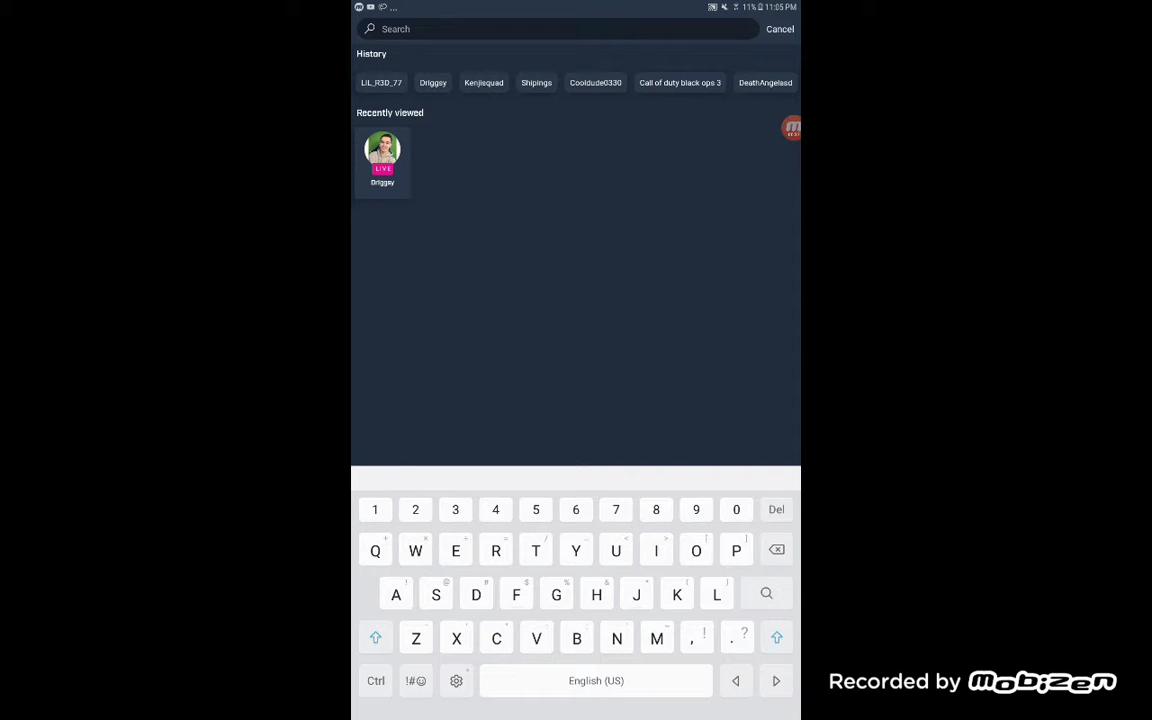 ... 11% 11:05 PM
Search Cancel
History
LIL_R3D_77 Driggsy Kenjisquad Shipings Cooldude0330 Call of duty black ops 3 DeathAngelasd
Recently viewed
LIVE
Driggsy
1 2 3 4 5 6 7 8 9 0 Del
Q W E R T Y U I O P
A S D F G H J K L
Z X C V B N M , ! . ?
Ctrl !#☺ English (US)
Recorded by mobizen